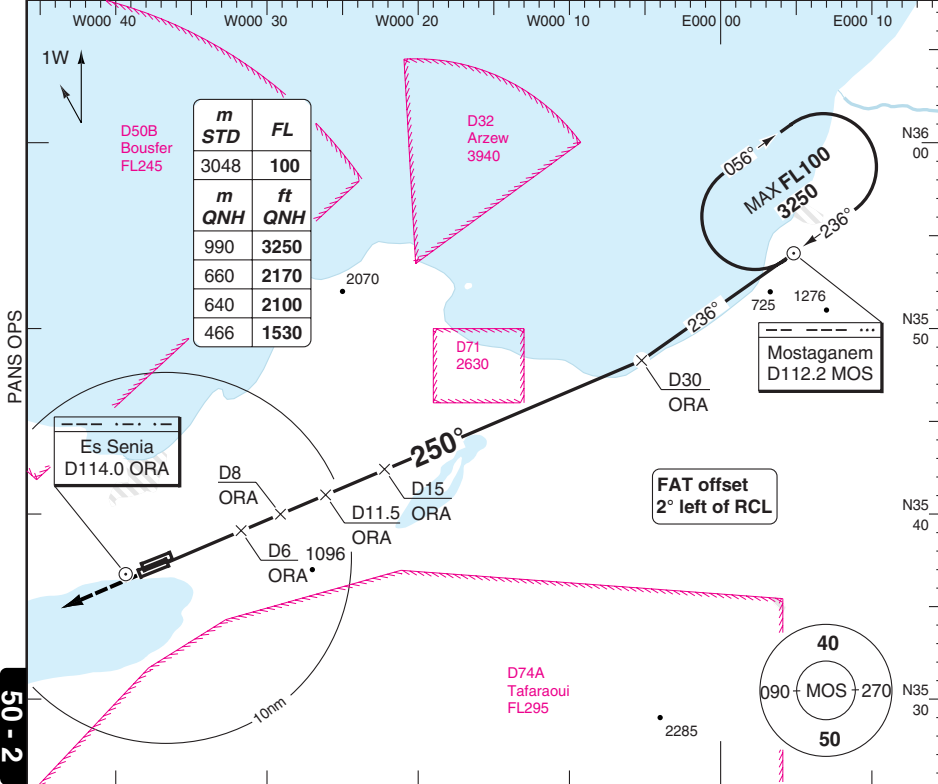 W000 40
W000 30
W000 20
W000 10
E000 00
E000 10
1W
D50B
Bousfer
FL245
m
STD
FL
3048
100
m
QNH
ft
QNH
990
3250
660
2170
640
2100
466
1530
D32
Arzew
3940
056°
MAX FL100
3250
236°
N36
00
2070
725
1276
236°
N35
50
D71
2630
Mostaganem
D112.2 MOS
D30
ORA
PANS OPS
Es Senia
D114.0 ORA
250°
D8
ORA
D15
ORA
D11.5
ORA
D6
ORA
1096
FAT offset
2° left of RCL
N35
40
D74A
Tafaraoui
FL295
10nm
2285
40
090
MOS
270
50
N35
30
50 - 2